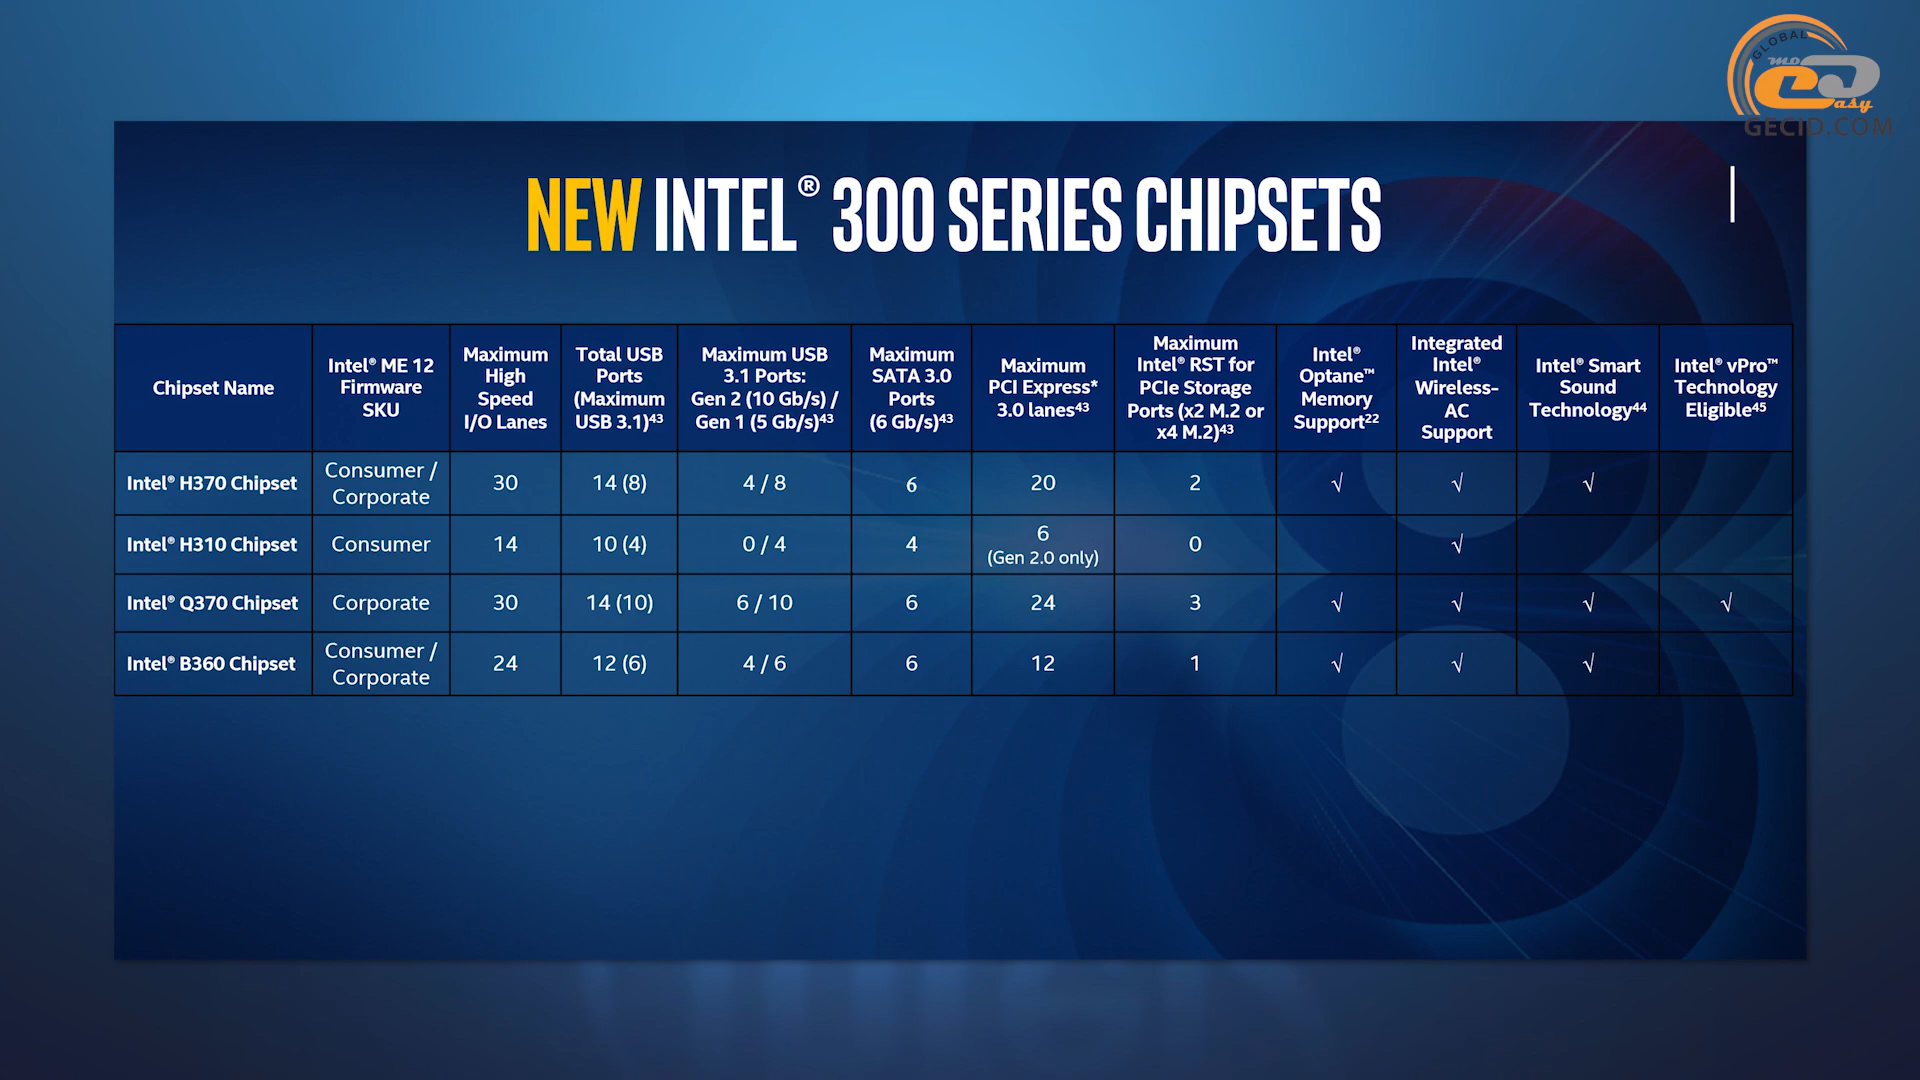 GLOBAL
MDC
easy
GECID.COM
NEW INTEL® 300 SERIES CHIPSETS
Chipset Name
Intel® ME 12
Firmware
SKU
Maximum
High
Speed
I/O Lanes
Total USB
Ports
(Maximum
USB 3.1)43
Maximum USB
3.1 Ports:
Gen 2 (10 Gb/s) /
Gen 1 (5 Gb/s)43
Maximum
SATA 3.0
Ports
(6 Gb/s)43
Maximum
PCI Express*
3.0 lanes43
Maximum
Intel® RST for
PCIe Storage
Ports (x2 M.2 or
x4 M.2)43
Intel®
Optane™
Memory
Support22
Integrated
Intel®
Wireless-
AC
Support
Intel® Smart
Sound
Technology44
Intel® vPro™
Technology
Eligible45
Intel® H370 Chipset
Consumer /
Corporate
30
14 (8)
4 / 8
6
20
2
√
√
√
Intel® H310 Chipset
Consumer
14
10 (4)
0 / 4
4
6
(Gen 2.0 only)
0
√
Intel® Q370 Chipset
Corporate
30
14 (10)
6 / 10
6
24
3
√
√
√
√
Intel® B360 Chipset
Consumer /
Corporate
24
12 (6)
4 / 6
6
12
1
√
√
√